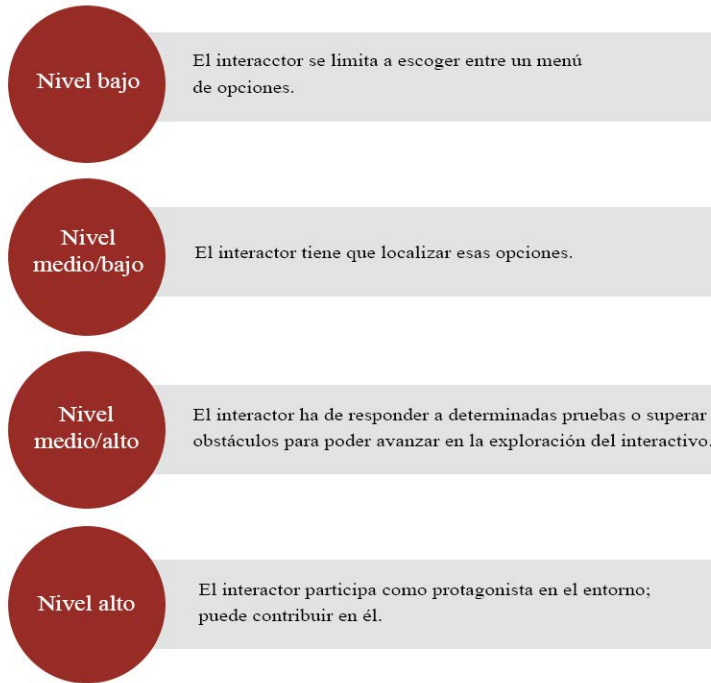 Nivel bajo
El interacctor se limita a escoger entre un menú
de opciones.
Nivel
medio/bajo
El interactor tiene que localizar esas opciones.
Nivel
medio/alto
El interactor ha de responder a determinadas pruebas o superar
obstáculos para poder avanzar en la exploración del interactivo.
Nivel alto
El interactor participa como protagonista en el entorno;
puede contribuir en él.